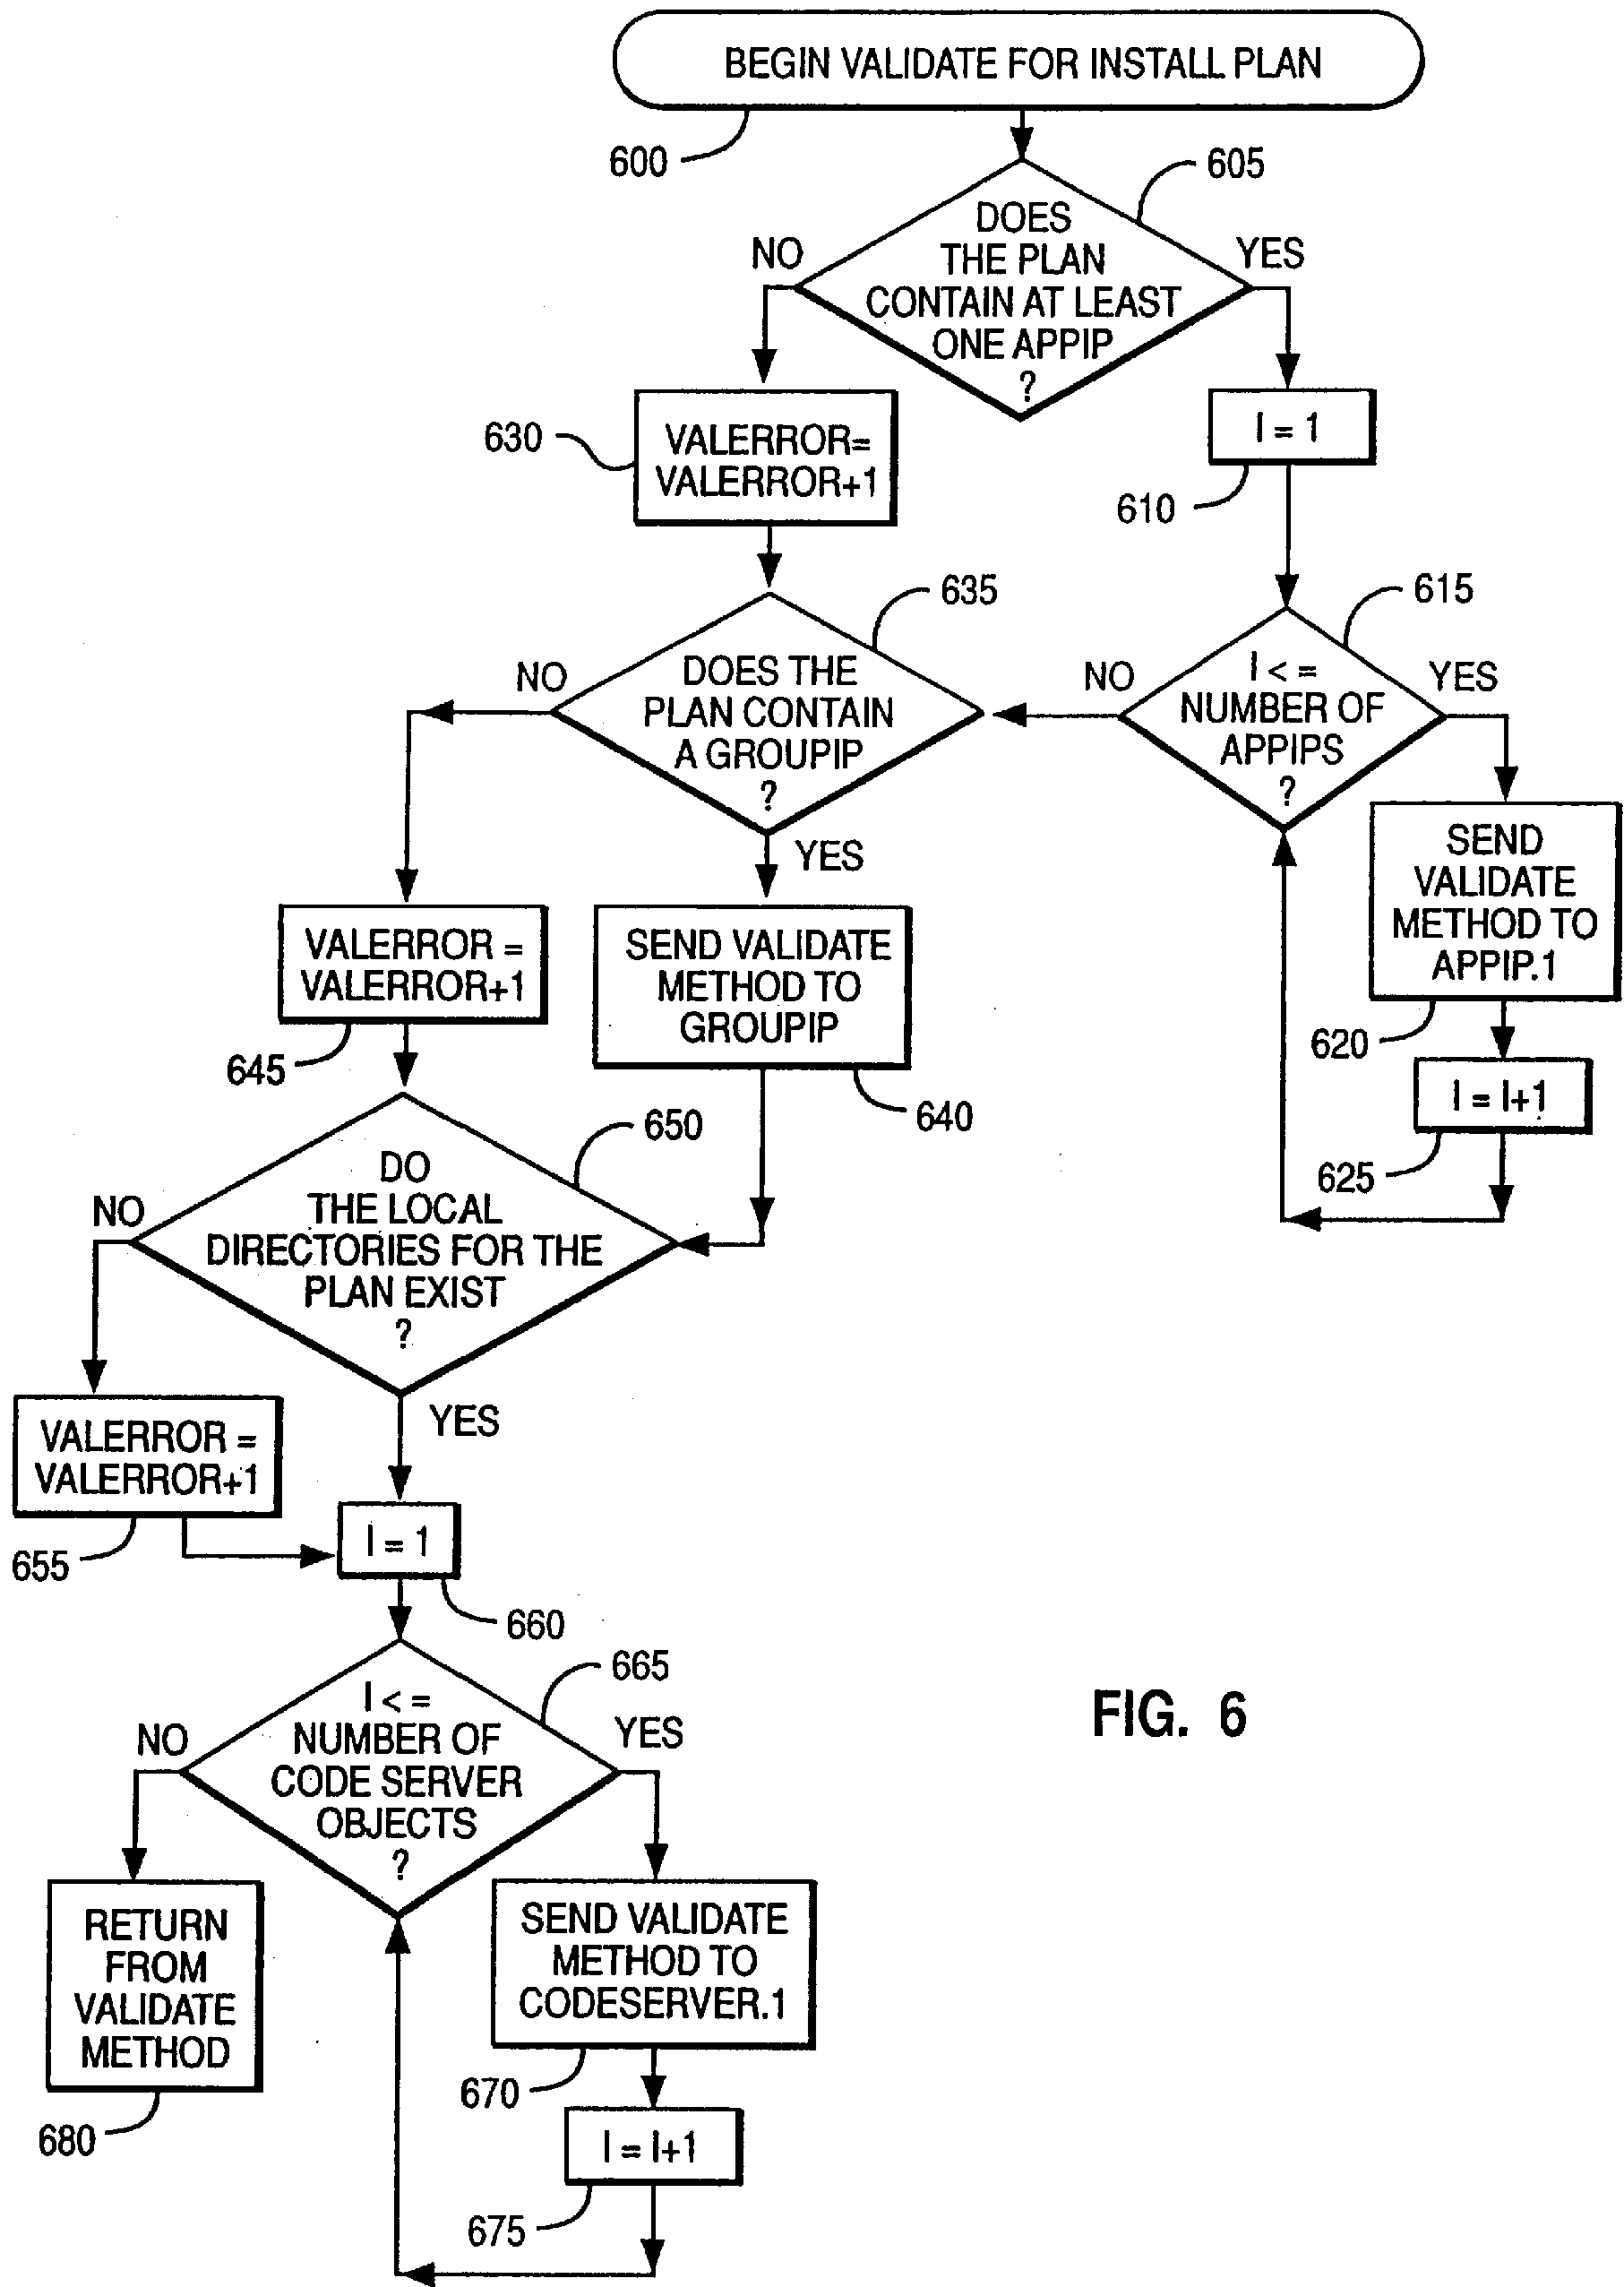 BEGIN VALIDATE FOR INSTALL PLAN
600
605
DOES
THE PLAN
CONTAIN AT LEAST
ONE APPIP
?
NO
YES
630
VALERROR=
VALERROR+1
I = 1
610
635
DOES THE
PLAN CONTAIN
A GROUPIP
?
NO
YES
615
I < =
NUMBER OF
APPIPS
?
NO
YES
SEND
VALIDATE
METHOD TO
APPIP.1
620
I = I+1
625
VALERROR =
VALERROR+1
645
SEND VALIDATE
METHOD TO
GROUPIP
640
650
DO
THE LOCAL
DIRECTORIES FOR THE
PLAN EXIST
?
NO
YES
VALERROR =
VALERROR+1
655
I = 1
660
665
I < =
NUMBER OF
CODE SERVER
OBJECTS
?
NO
YES
RETURN
FROM
VALIDATE
METHOD
680
SEND VALIDATE
METHOD TO
CODESERVER.1
670
I = I+1
675
FIG. 6